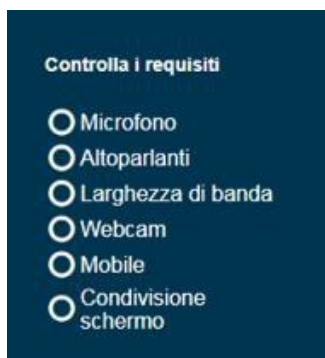 Controlla i requisiti
Microfono
Altoparlanti
Larghezza di banda
Webcam
Mobile
Condivisione
schermo